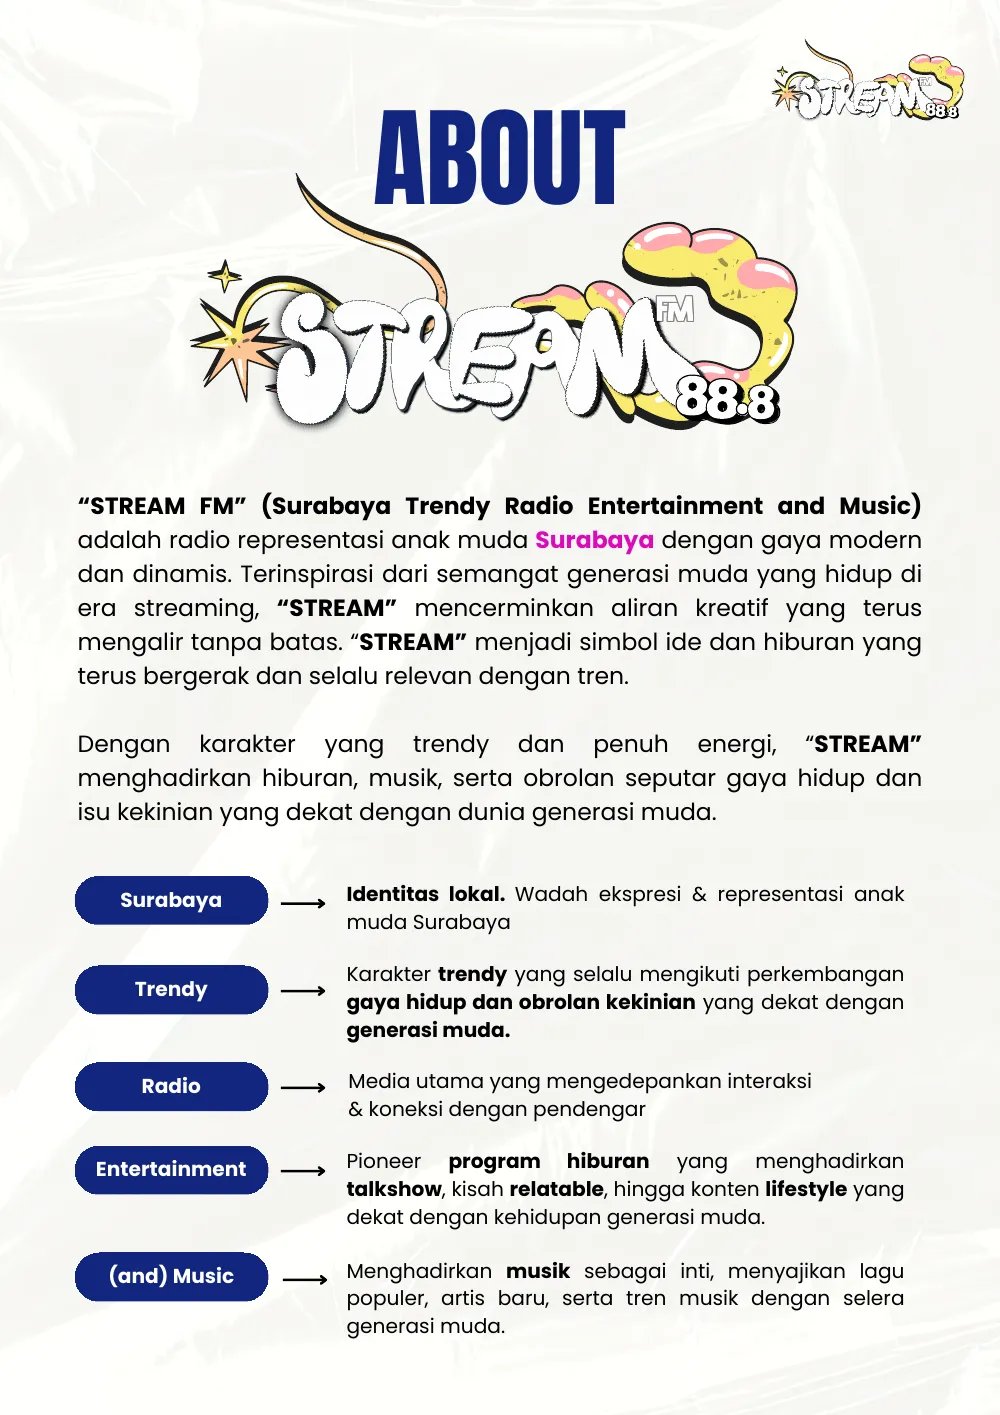 STREAM FM 88.8
ABOUT
STREAM FM
88.8
“STREAM FM” (Surabaya Trendy Radio Entertainment and Music)
adalah radio representasi anak muda Surabaya dengan gaya modern
dan dinamis. Terinspirasi dari semangat generasi muda yang hidup di
era streaming, “STREAM” mencerminkan aliran kreatif yang terus
mengalir tanpa batas. “STREAM” menjadi simbol ide dan hiburan yang
terus bergerak dan selalu relevan dengan tren.
Dengan karakter yang trendy dan penuh energi, “STREAM”
menghadirkan hiburan, musik, serta obrolan seputar gaya hidup dan
isu kekinian yang dekat dengan dunia generasi muda.
Surabaya
Identitas lokal. Wadah ekspresi & representasi anak
muda Surabaya
Trendy
Karakter trendy yang selalu mengikuti perkembangan
gaya hidup dan obrolan kekinian yang dekat dengan
generasi muda.
Radio
Media utama yang mengedepankan interaksi
& koneksi dengan pendengar
Entertainment
Pioneer program hiburan yang menghadirkan
talkshow, kisah relatable, hingga konten lifestyle yang
dekat dengan kehidupan generasi muda.
(and) Music
Menghadirkan musik sebagai inti, menyajikan lagu
populer, artis baru, serta tren musik dengan selera
generasi muda.